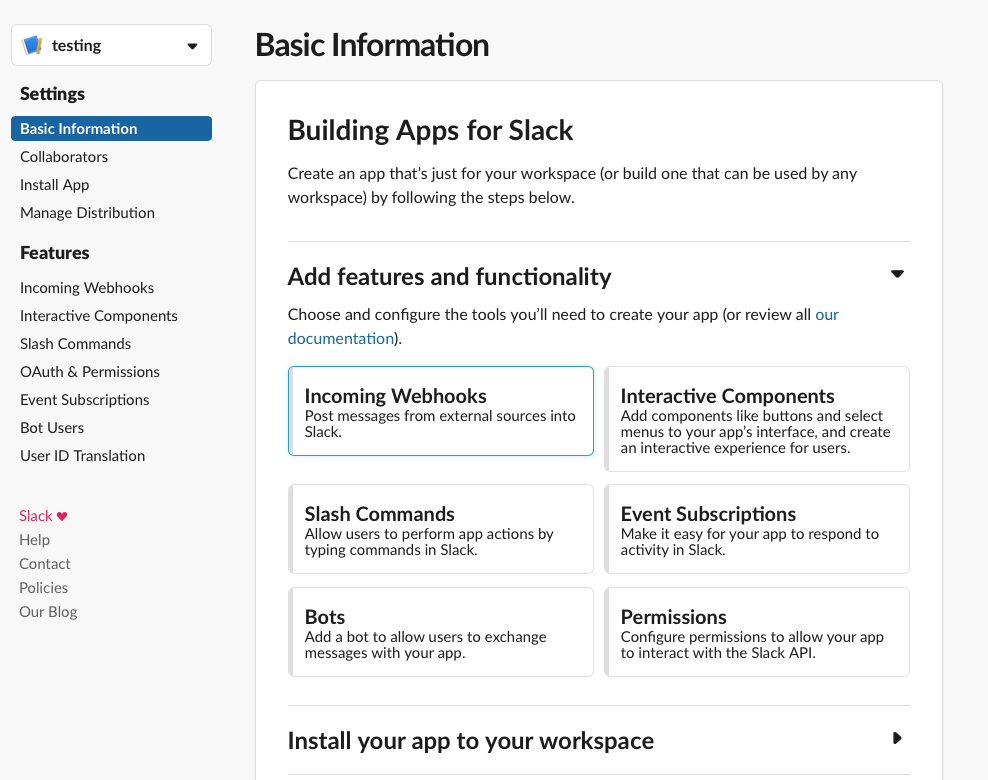 testing
Settings
Basic Information
Collaborators
Install App
Manage Distribution
Features
Incoming Webhooks
Interactive Components
Slash Commands
OAuth & Permissions
Event Subscriptions
Bot Users
User ID Translation
Slack ♥
Help
Contact
Policies
Our Blog
Basic Information
Building Apps for Slack
Create an app that’s just for your workspace (or build one that can be used by any
workspace) by following the steps below.
Add features and functionality
Choose and configure the tools you’ll need to create your app (or review all our
documentation).
Incoming Webhooks
Post messages from external sources into
Slack.
Interactive Components
Add components like buttons and select
menus to your app’s interface, and create
an interactive experience for users.
Slash Commands
Allow users to perform app actions by
typing commands in Slack.
Event Subscriptions
Make it easy for your app to respond to
activity in Slack.
Bots
Add a bot to allow users to exchange
messages with your app.
Permissions
Configure permissions to allow your app
to interact with the Slack API.
Install your app to your workspace